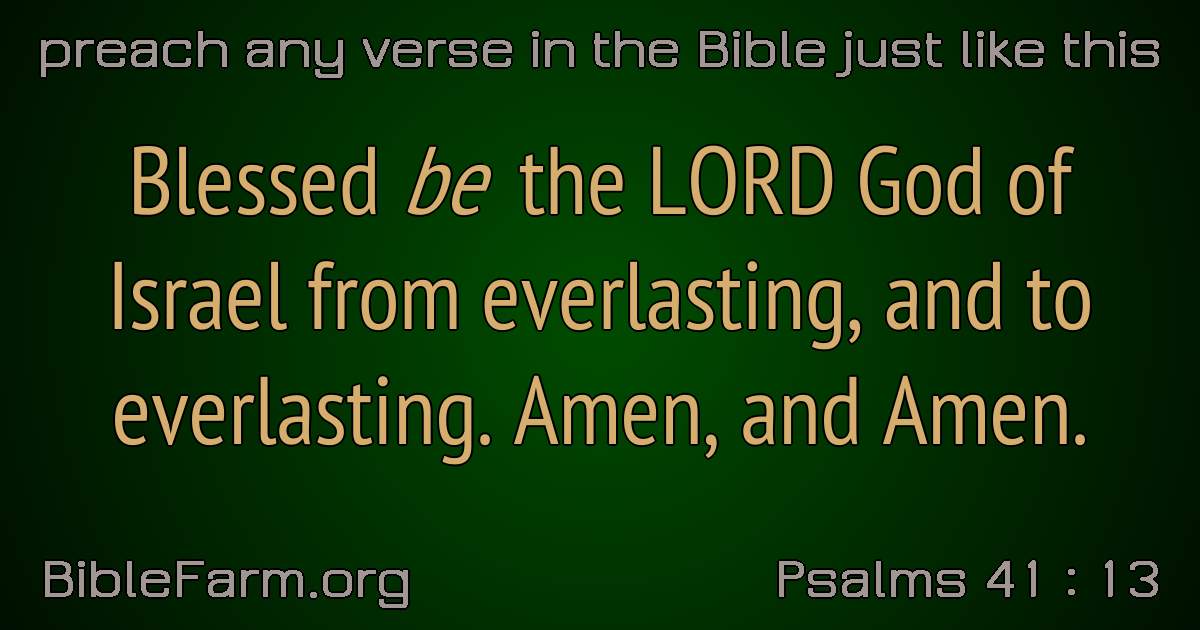 preach any verse in the Bible just like this
Blessed be the LORD God of
Israel from everlasting, and to
everlasting. Amen, and Amen.
BibleFarm.org
Psalms 41 : 13